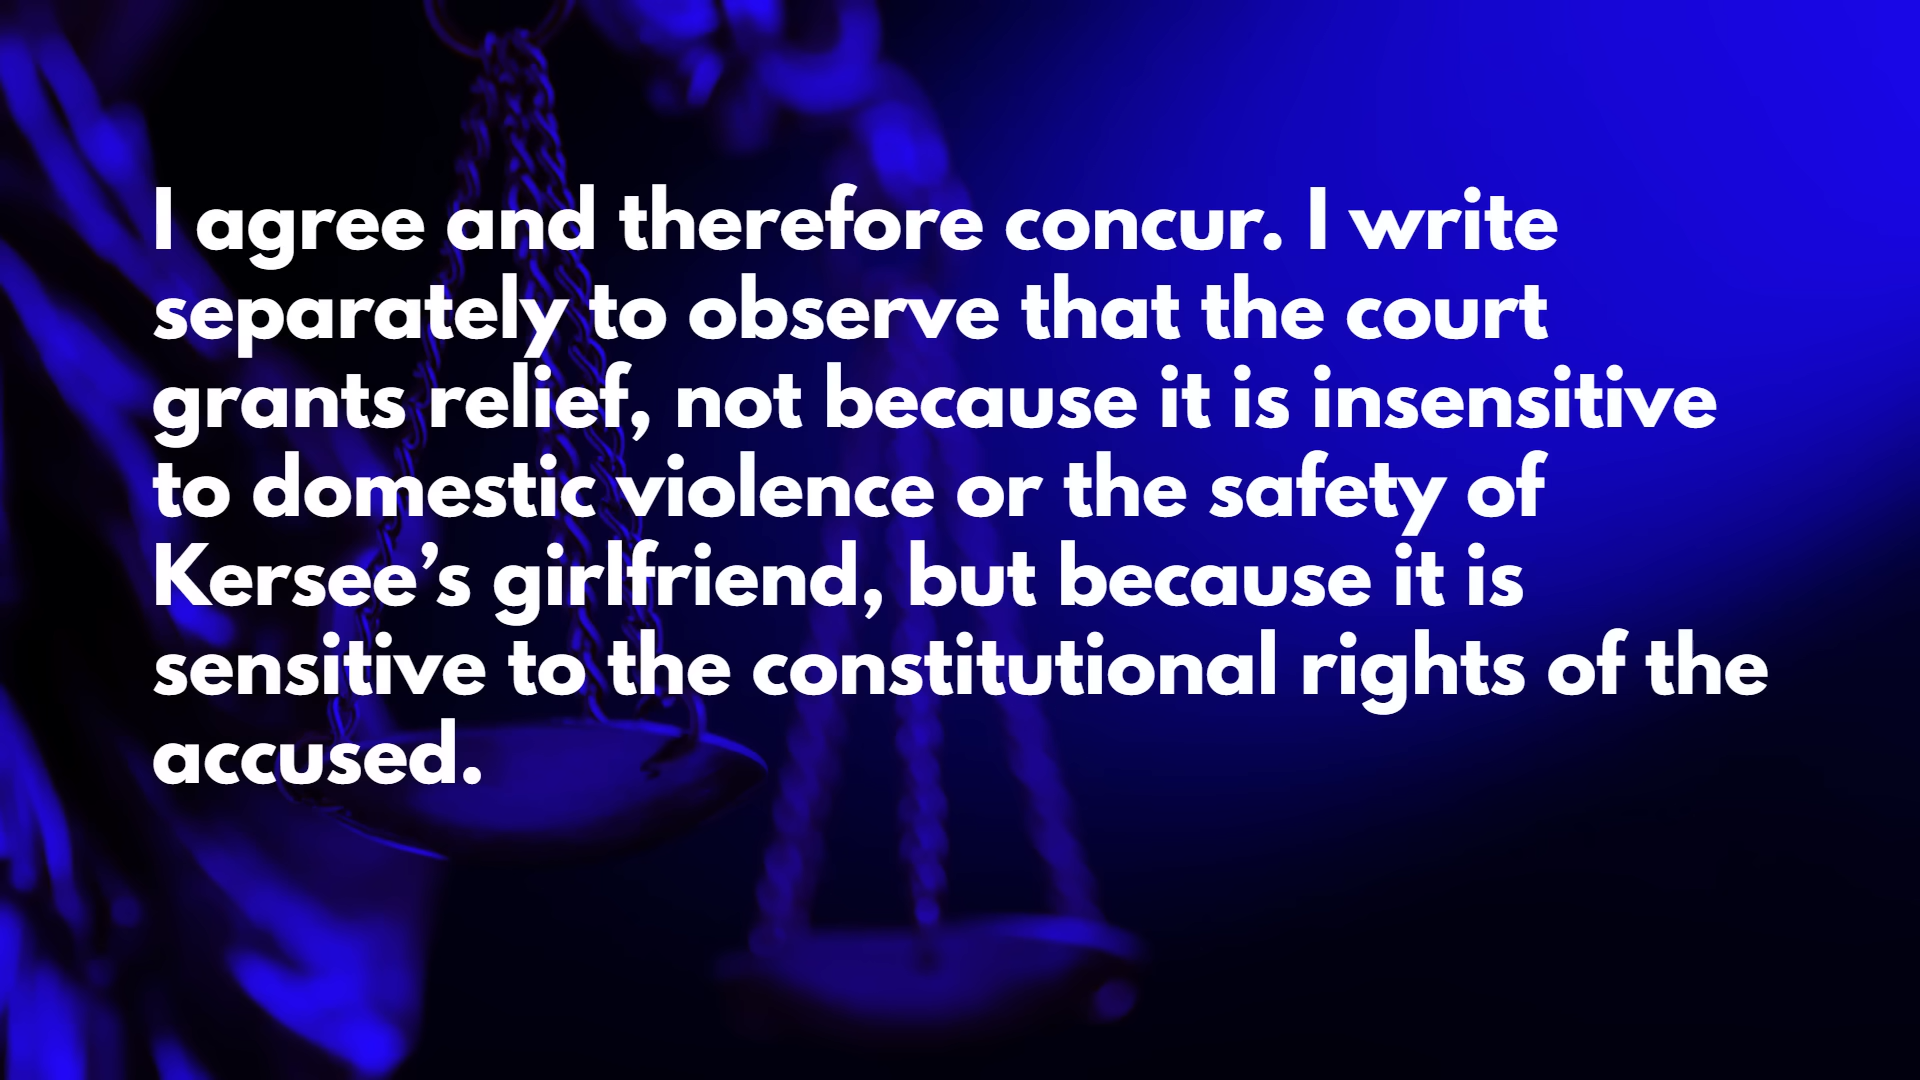 I agree and therefore concur. I write
separately to observe that the court
grants relief, not because it is insensitive
to domestic violence or the safety of
Kersee’s girlfriend, but because it is
sensitive to the constitutional rights of the
accused.